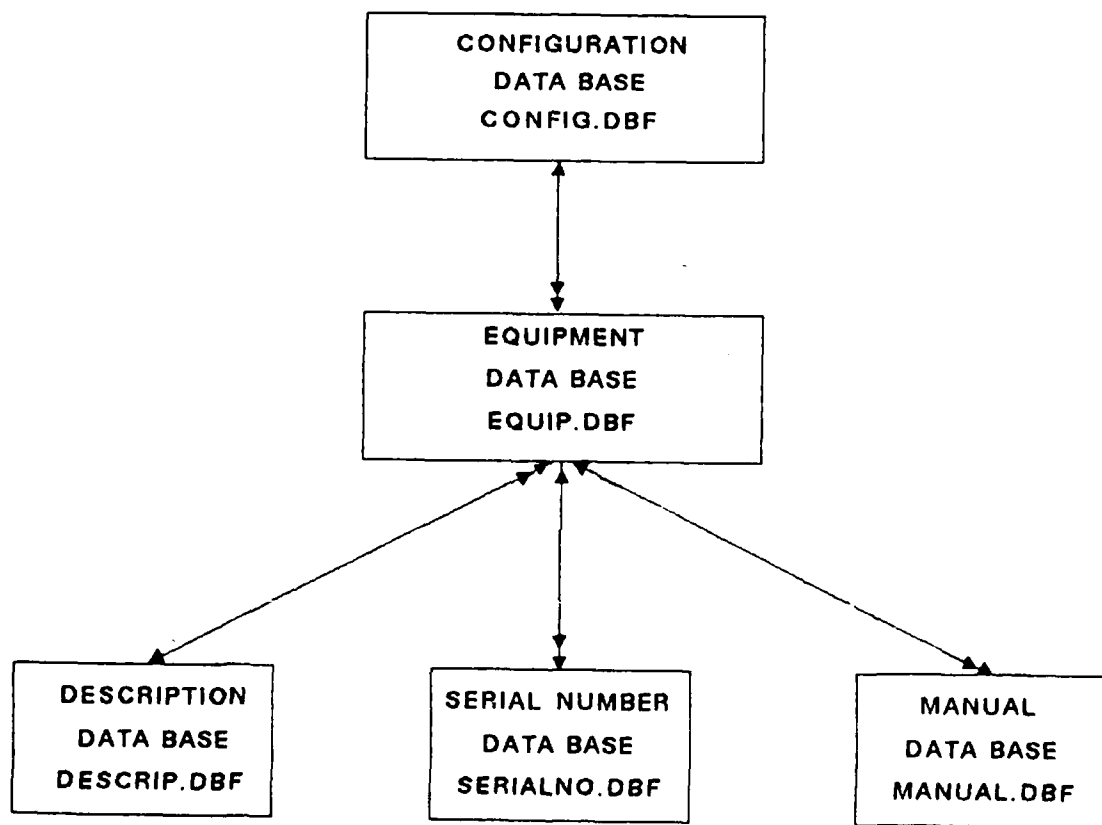 CONFIGURATION
DATA BASE
CONFIG.DBF
EQUIPMENT
DATA BASE
EQUIP.DBF
DESCRIPTION
DATA BASE
DESCRIP.DBF
SERIAL NUMBER
DATA BASE
SERIALNO.DBF
MANUAL
DATA BASE
MANUAL.DBF